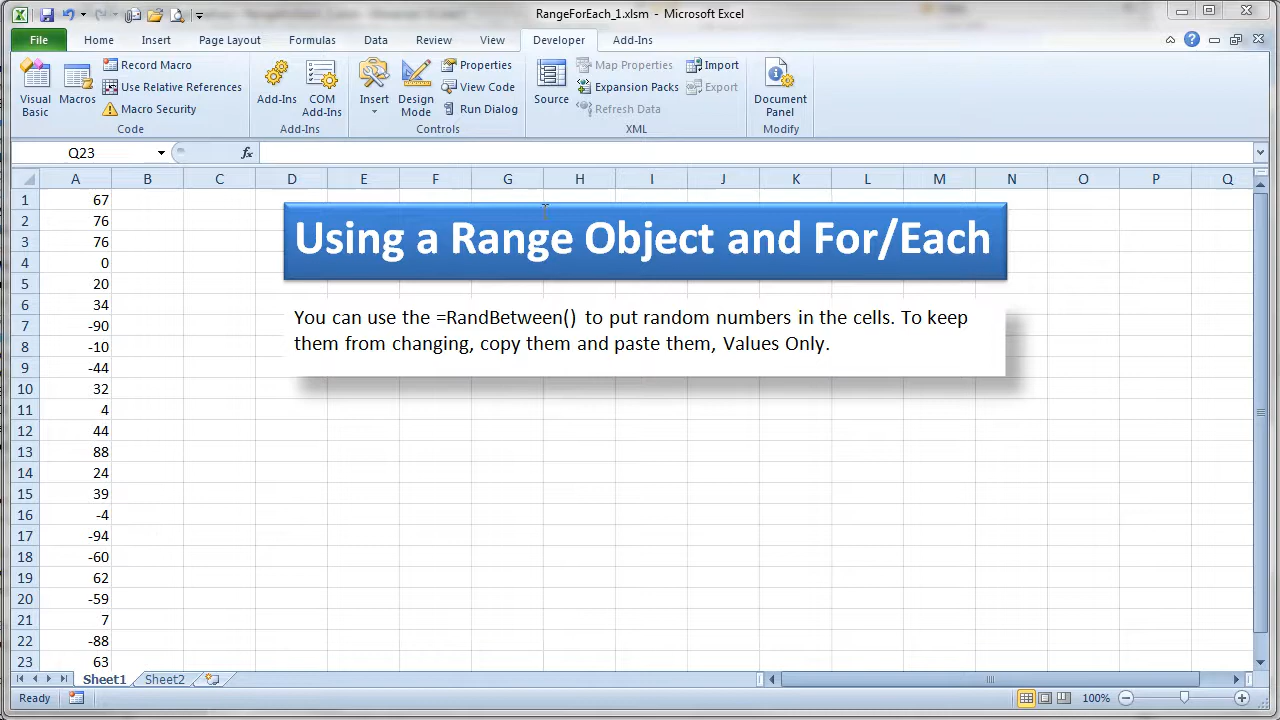 RangeForEach_1.xlsm - Microsoft Excel
File Home Insert Page Layout Formulas Data Review View Developer Add-Ins
Visual Basic
Macros
Record Macro
Use Relative References
Macro Security
Code
Add-Ins
COM Add-Ins
Add-Ins
Insert
Design Mode
Properties
View Code
Run Dialog
Controls
Source
Map Properties
Expansion Packs
Refresh Data
Import
Export
XML
Document Panel
Modify
Q23 fx
A B C D E F G H I J K L M N O P Q
1 67
2 76
3 76
4 0
5 20
6 34
7 -90
8 -10
9 -44
10 32
11 4
12 44
13 88
14 24
15 39
16 -4
17 -94
18 -60
19 62
20 -59
21 7
22 -88
23 63
Using a Range Object and For/Each
You can use the =RandBetween() to put random numbers in the cells. To keep
them from changing, copy them and paste them, Values Only.
Sheet1 Sheet2
Ready 100%